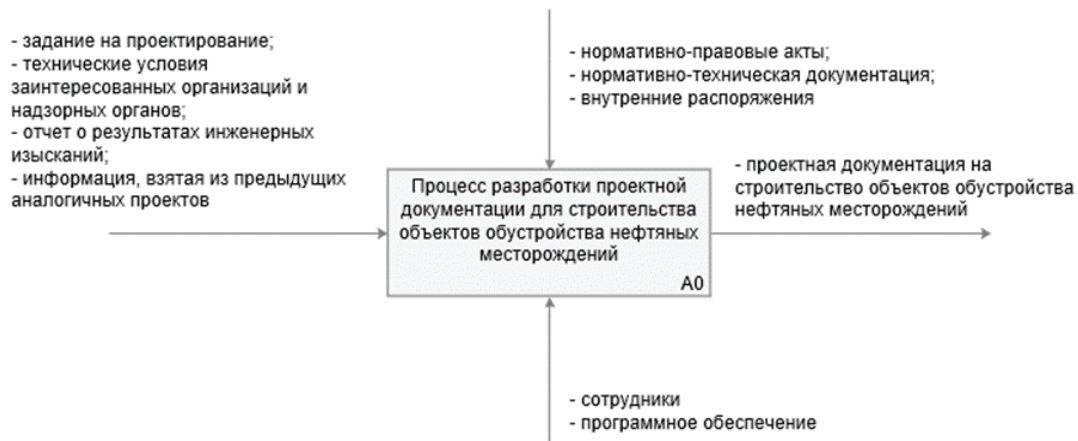 - задание на проектирование;
- технические условия
заинтересованных организаций и
надзорных органов;
- отчет о результатах инженерных
изысканий;
- информация, взятая из предыдущих
аналогичных проектов
- нормативно-правовые акты;
- нормативно-техническая документация;
- внутренние распоряжения
Процесс разработки проектной
документации для строительства
объектов обустройства нефтяных
месторождений
A0
- проектная документация на
строительство объектов обустройства
нефтяных месторождений
- сотрудники
- программное обеспечение